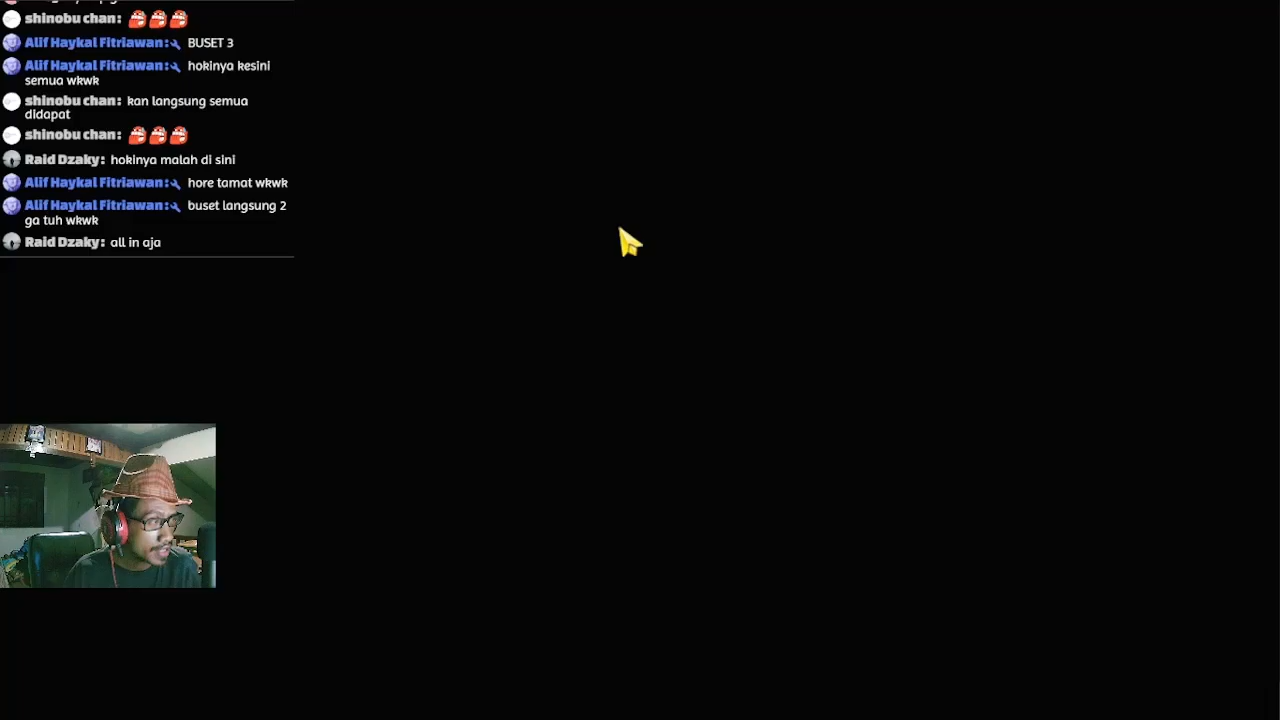 shinobu chan:
Alif Haykal Fitriawan: BUSET 3
Alif Haykal Fitriawan: hokinya kesini
semua wkwk
shinobu chan: kan langsung semua
didapat
shinobu chan:
Raid Dzaky: hokinya malah di sini
Alif Haykal Fitriawan: hore tamat wkwk
Alif Haykal Fitriawan: buset langsung 2
ga tuh wkwk
Raid Dzaky: all in aja